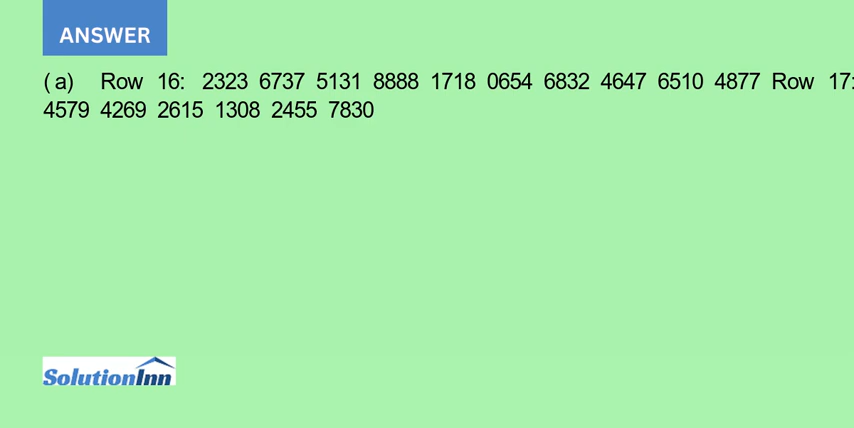 ANSWER
( a) Row 16: 2323 6737 5131 8888 1718 0654 6832 4647 6510 4877 Row 17:
4579 4269 2615 1308 2455 7830
SolutionInn